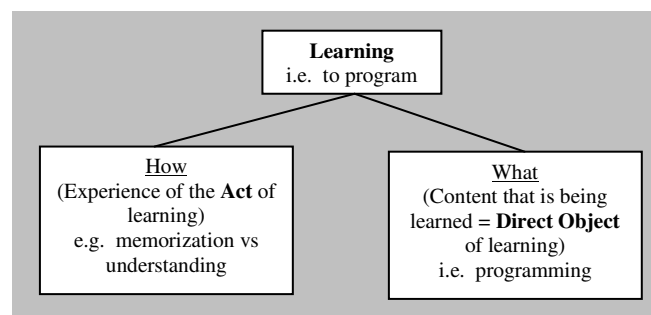 Learning
i.e. to program
How
(Experience of the Act of
learning)
e.g. memorization vs
understanding
What
(Content that is being
learned = Direct Object
of learning)
i.e. programming